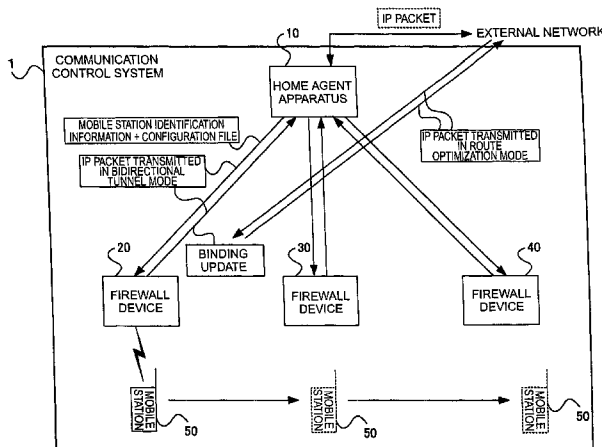 IP PACKET
EXTERNAL NETWORK
10
1
COMMUNICATION
CONTROL SYSTEM
HOME AGENT
APPARATUS
MOBILE STATION IDENTIFICATION
INFORMATION + CONFIGURATION FILE
IP PACKET TRANSMITTED
IN ROUTE
OPTIMIZATION MODE
IP PACKET TRANSMITTED
IN BIDIRECTIONAL
TUNNEL MODE
20
BINDING
UPDATE
30
40
FIREWALL
DEVICE
FIREWALL
DEVICE
FIREWALL
DEVICE
MOBILE
STATION
50
MOBILE
STATION
50
MOBILE
STATION
50